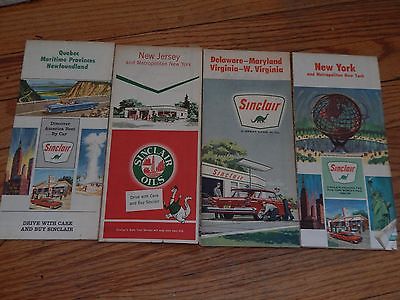 Quebec
Maritime Provinces
Newfoundland
Discover
America Best
By Car
Sinclair
DRIVE WITH CARE
AND BUY SINCLAIR
New Jersey
and Metropolitan New York
SINCLAIR
OILS
Drive with Care
and Buy Sinclair
Delaware-Maryland
Virginia-W. Virginia
Sinclair
SINCLAIR
New York
and Metropolitan New York
Sinclair